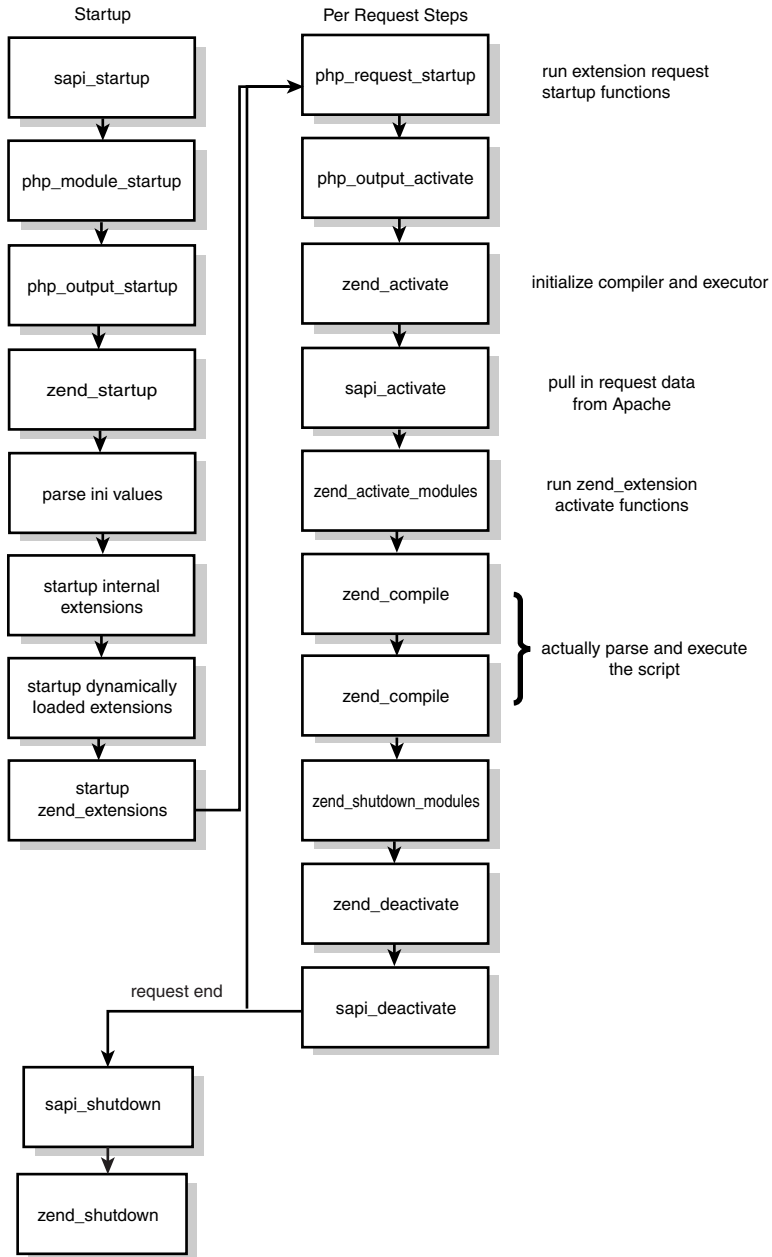 Startup
sapi_startup
php_module_startup
php_output_startup
zend_startup
parse ini values
startup internal
extensions
startup dynamically
loaded extensions
startup
zend_extensions
Per Request Steps
php_request_startup
run extension request
startup functions
php_output_activate
zend_activate
initialize compiler and executor
sapi_activate
pull in request data
from Apache
zend_activate_modules
run zend_extension
activate functions
zend_compile
zend_compile
actually parse and execute
the script
zend_shutdown_modules
zend_deactivate
sapi_deactivate
request end
sapi_shutdown
zend_shutdown